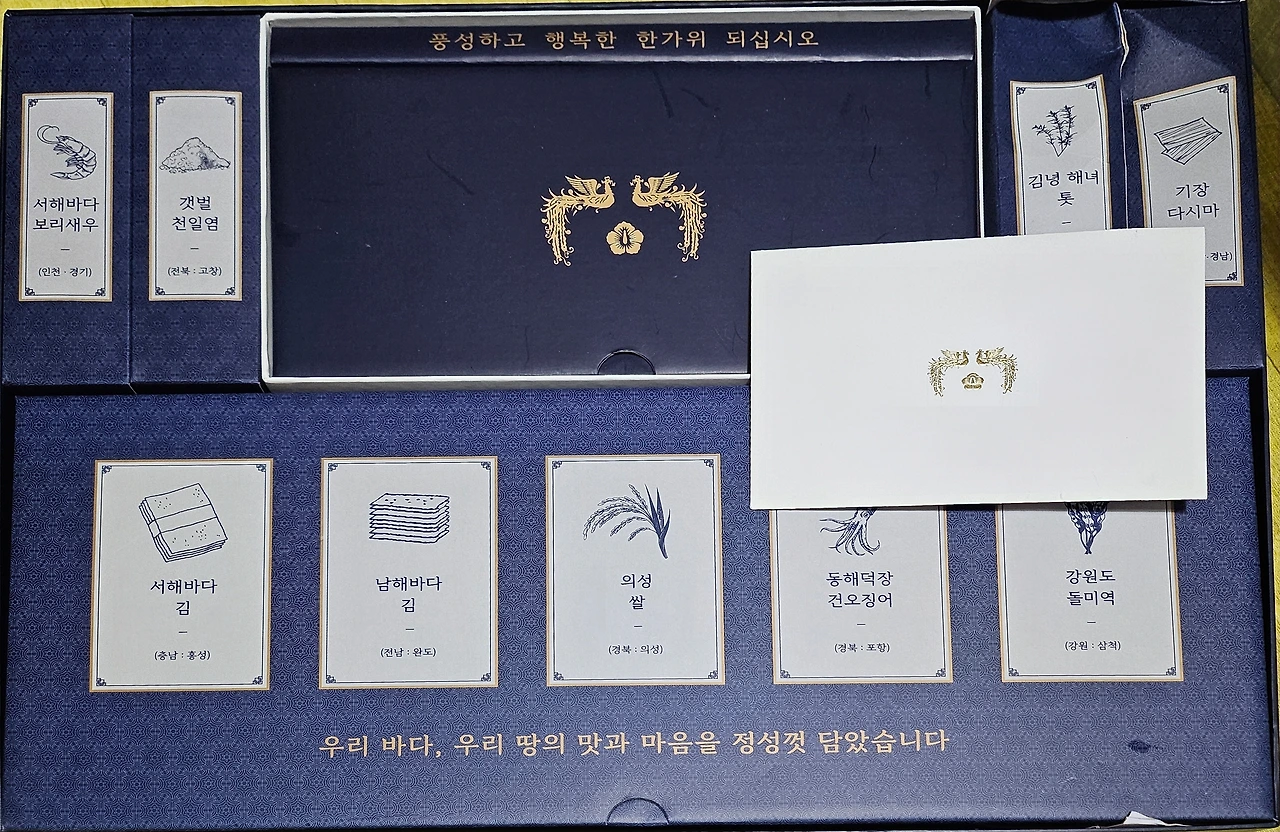 풍성하고 행복한 한가위 되십시오
서해바다
보리새우
(인천 · 경기)
갯벌
천일염
(전북 : 고창)
김녕 해녀
톳
기장
다시마
· 경남)
서해바다
김
(충남 : 홍성)
남해바다
김
(전남 : 완도)
의성
쌀
(경북 : 의성)
동해덕장
건오징어
(경북 : 포항)
강원도
돌미역
(강원 : 삼척)
우리 바다, 우리 땅의 맛과 마음을 정성껏 담았습니다